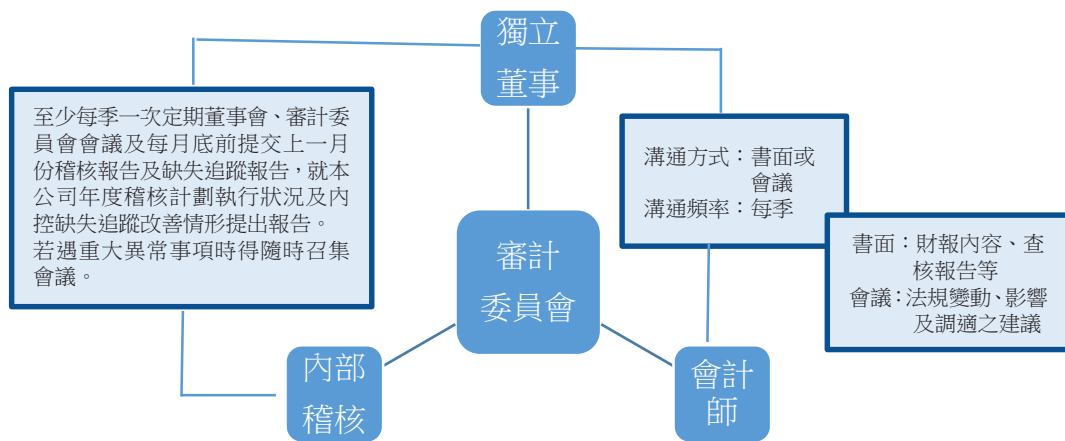 獨立
董事
至少每季一次定期董事會、審計委
員會會議及每月底前提交上一月
份稽核報告及缺失追蹤報告，就本
公司年度稽核計劃執行狀況及內
控缺失追蹤改善情形提出報告。
若遇重大異常事項時得隨時召集
會議。
溝通方式：書面或
會議
溝通頻率：每季
書面：財報內容、查
核報告等
會議：法規變動、影響
及調適之建議
審計
委員會
內部
稽核
會計
師